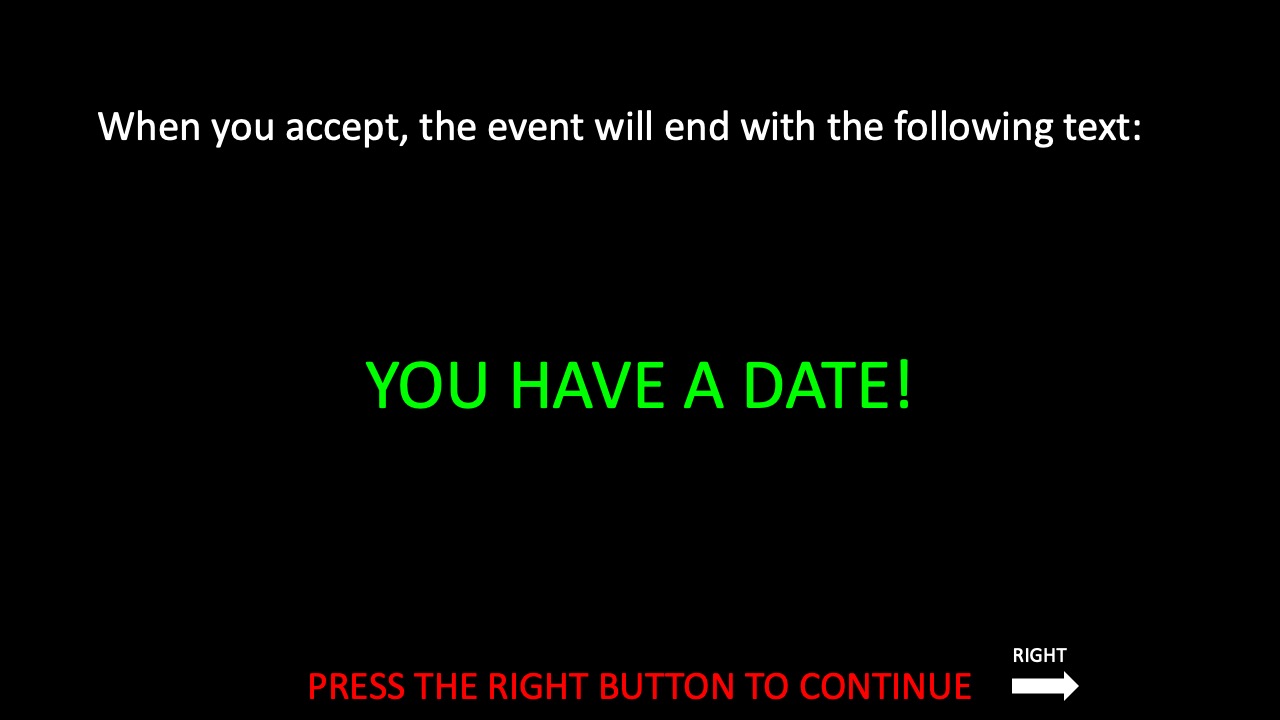 When you accept, the event will end with the following text:
YOU HAVE A DATE!
RIGHT
PRESS THE RIGHT BUTTON TO CONTINUE